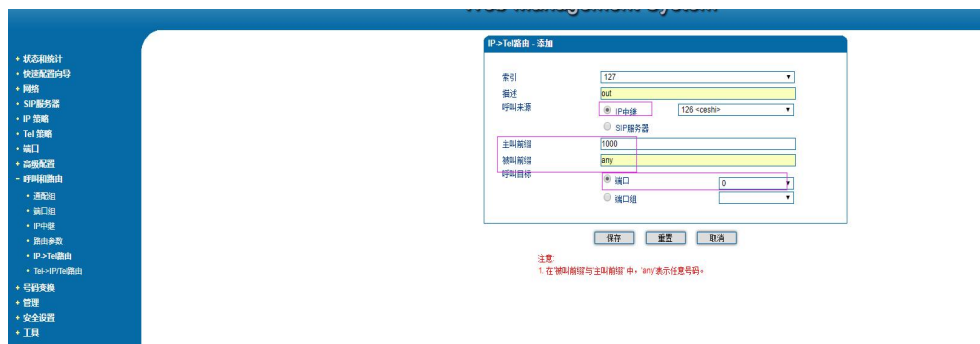 Web Management System
+ 状态和统计
• 快速配置向导
+ 网络
• SIP服务器
+ IP 策略
+ Tel 策略
• 端口
+ 高级配置
- 呼叫和路由
• 通配组
• 端口组
• IP中继
• 路由参数
• IP->Tel路由
• Tel->IP/Tel路由
+ 号码变换
+ 管理
+ 安全设置
+ 工具
IP->Tel路由 - 添加
索引 127
描述 out
呼叫来源 IP中继 126 <ceshi>
SIP服务器
主叫前缀 1000
被叫前缀 any
呼叫目标 端口 0
端口组
保存 重置 取消
注意:
1. 在'被叫前缀'与'主叫前缀' 中，'any'表示任意号码。